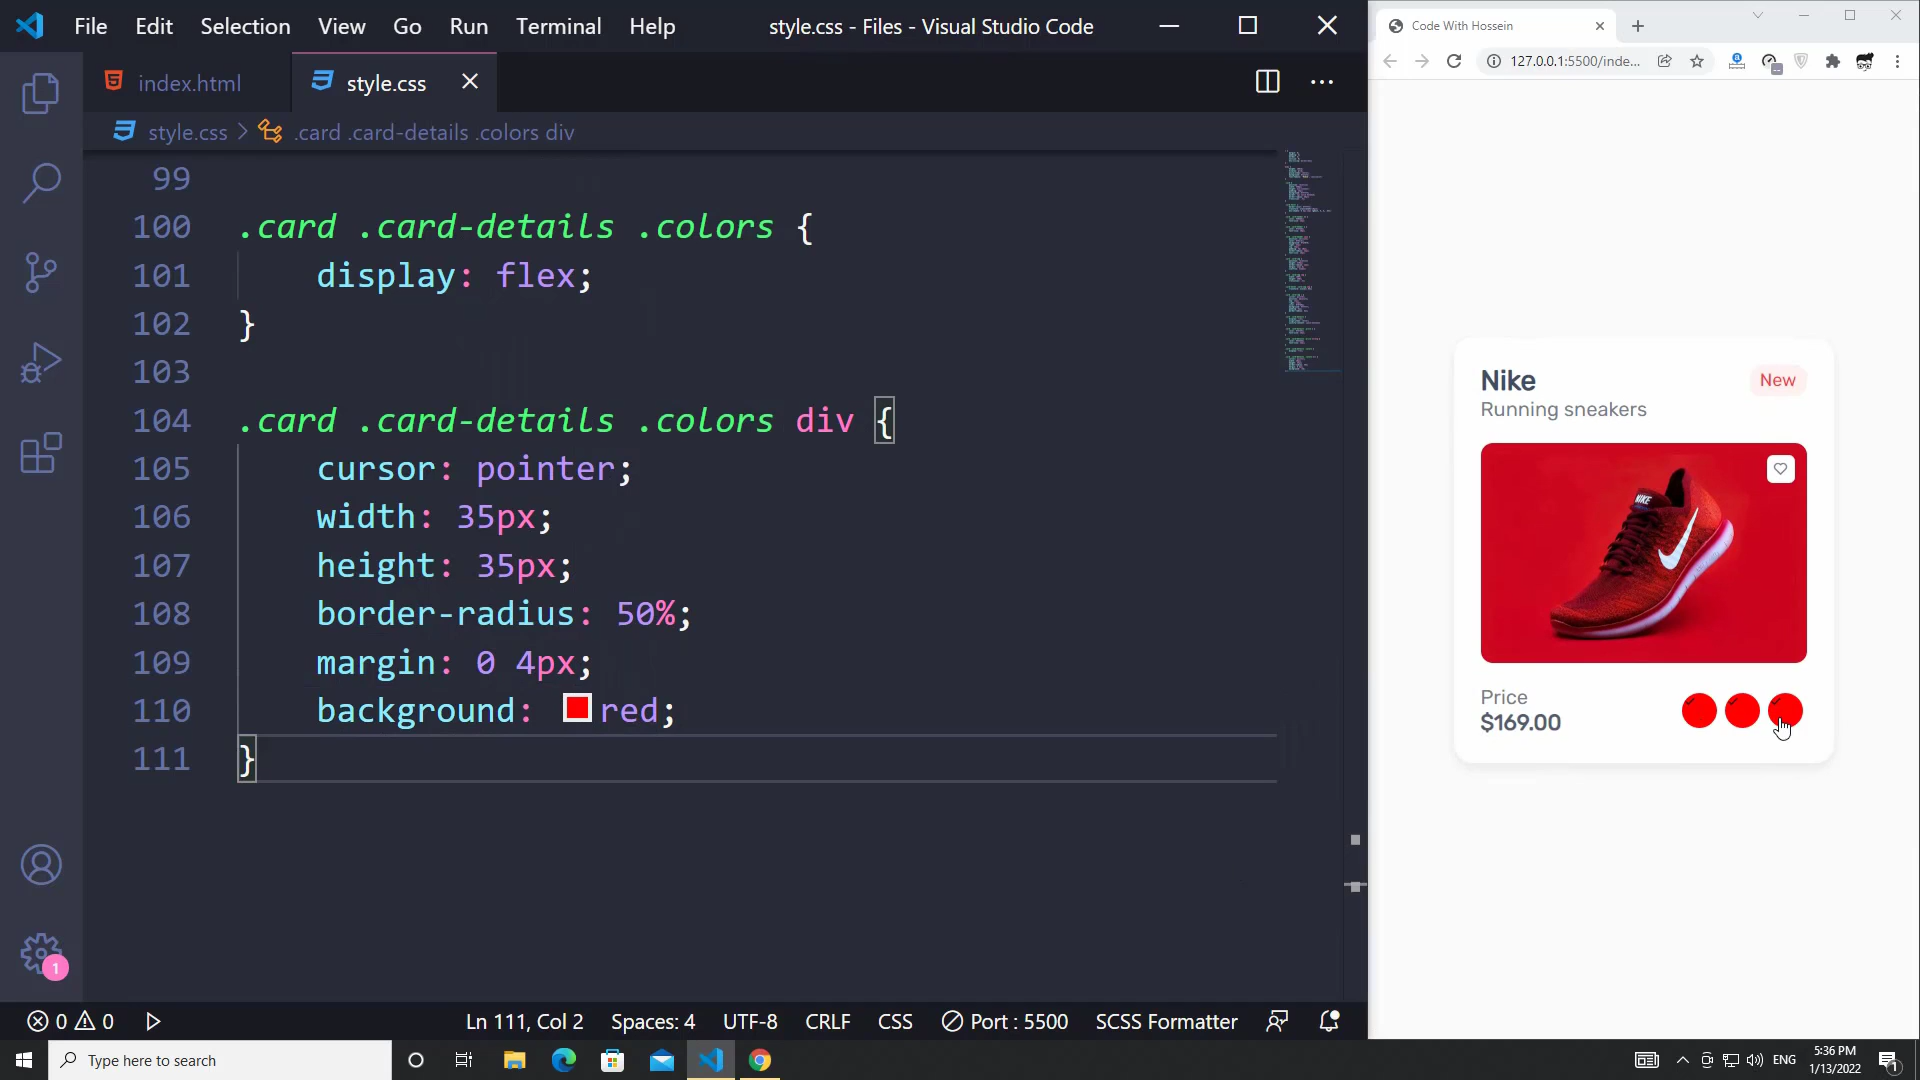 File Edit Selection View Go Run Terminal Help style.css - Files - Visual Studio Code
index.html style.css
style.css > .card .card-details .colors div
99
100 .card .card-details .colors {
101 display: flex;
102 }
103
104 .card .card-details .colors div {
105 cursor: pointer;
106 width: 35px;
107 height: 35px;
108 border-radius: 50%;
109 margin: 0 4px;
110 background: red;
111 }
1
0 0 Ln 111, Col 2 Spaces: 4 UTF-8 CRLF CSS Port : 5500 SCSS Formatter
Code With Hossein
127.0.0.1:5500/inde...
Nike
New
Running sneakers
NIKE
Price
$169.00
Type here to search
ENG
5:36 PM
1/13/2022
1